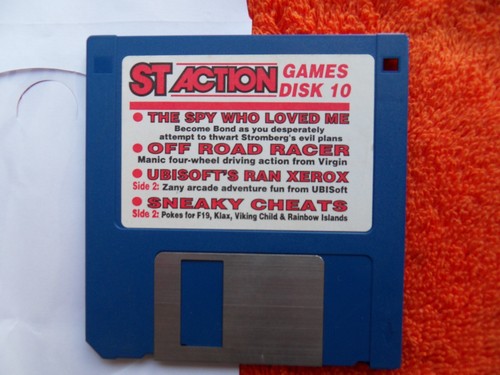 ST ACTION GAMES
DISK 10
• THE SPY WHO LOVED ME
Become Bond as you desperately
attempt to thwart Stromberg's evil plans
• OFF ROAD RACER
Manic four-wheel driving action from Virgin
• UBISOFT'S RAN XEROX
Side 2: Zany arcade adventure fun from UBISoft
• SNEAKY CHEATS
Side 2: Pokes for F19, Klax, Viking Child & Rainbow Islands